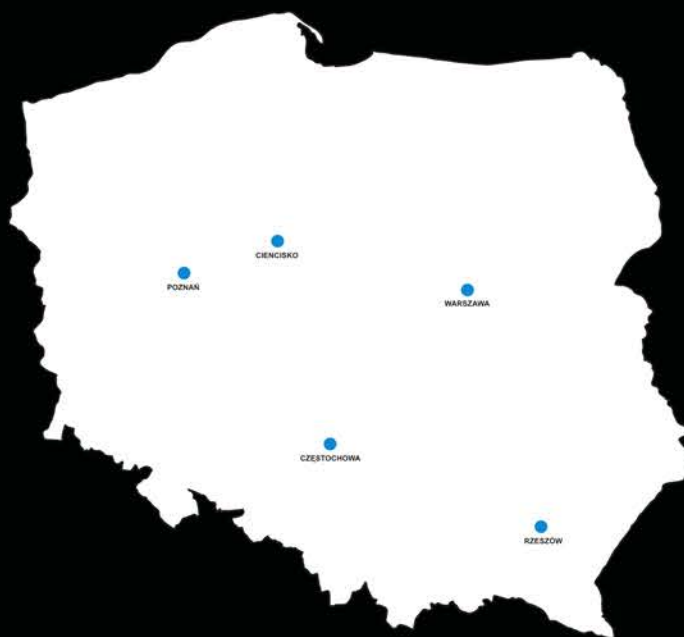 CIENCISKO
POZNAŃ
WARSZAWA
CZĘSTOCHOWA
RZESZÓW